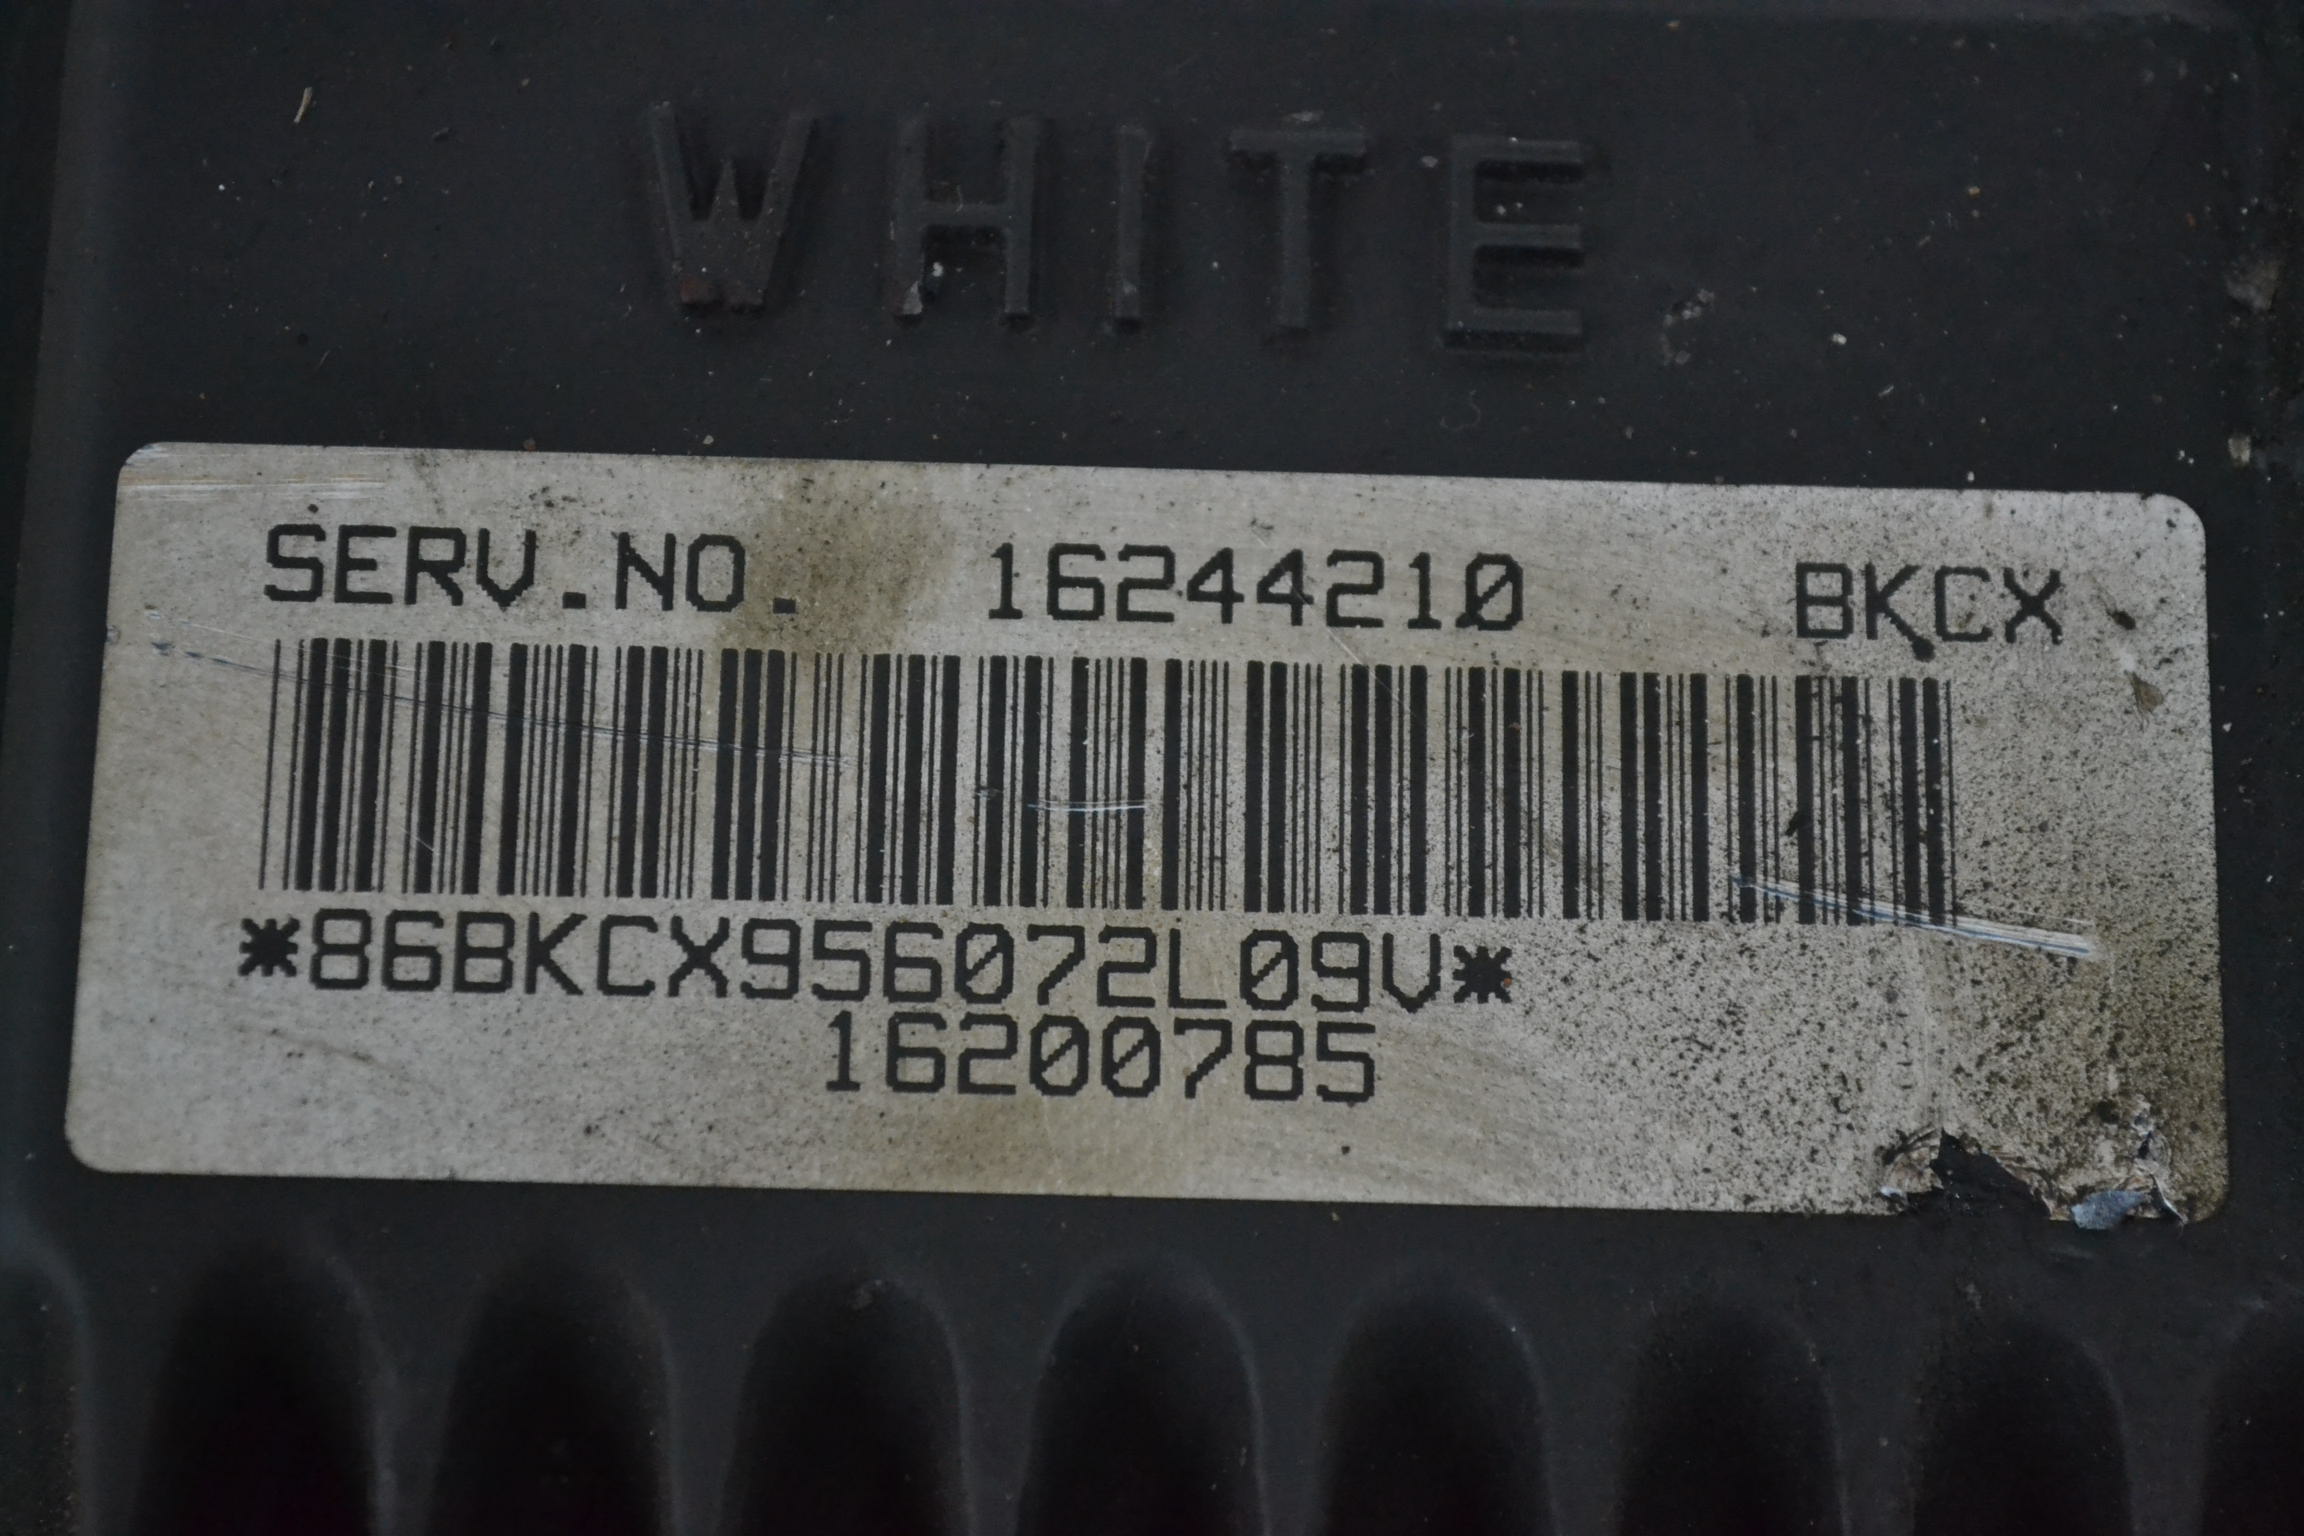 WHITE
SERV.NO. 16244210 BKCX
*86BKCX956072L09V*
16200785